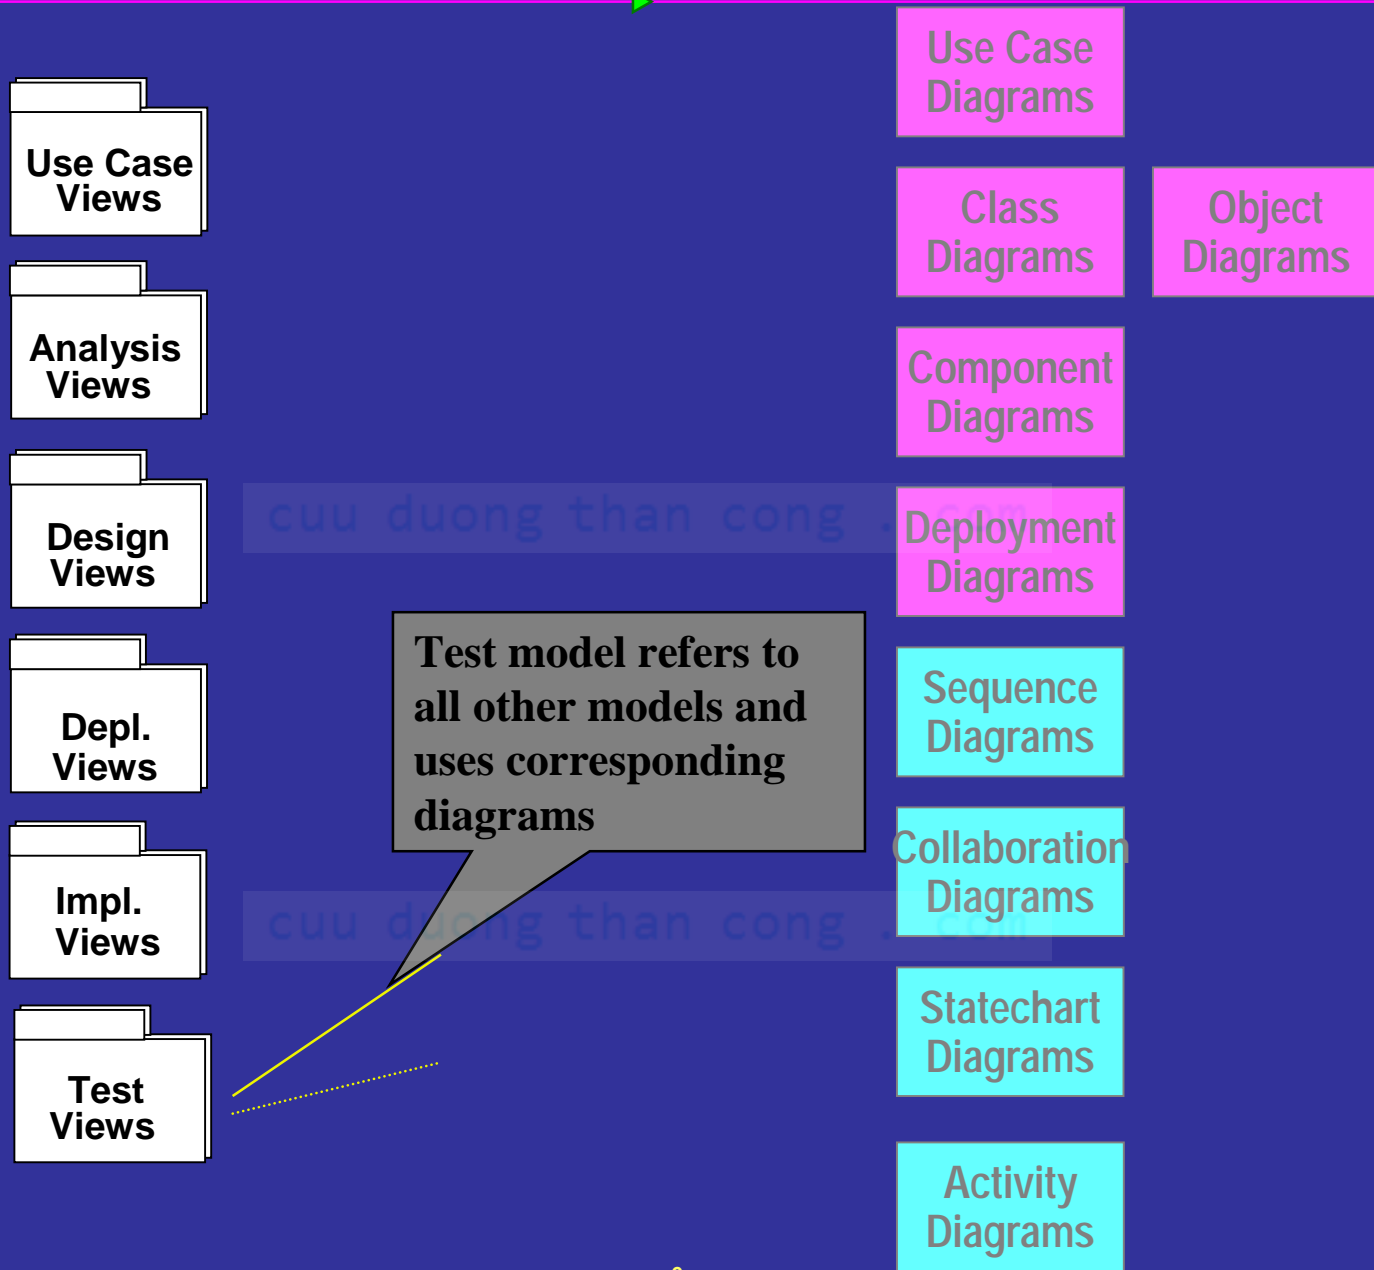 Use Case
Views
Analysis
Views
Design
Views
Depl.
Views
Impl.
Views
Test
Views
Test model refers to
all other models and
uses corresponding
diagrams
Use Case
Diagrams
Class
Diagrams
Object
Diagrams
Component
Diagrams
Deployment
Diagrams
Sequence
Diagrams
Collaboration
Diagrams
Statechart
Diagrams
Activity
Diagrams
cuu duong than cong . com
cuu duong than cong . com